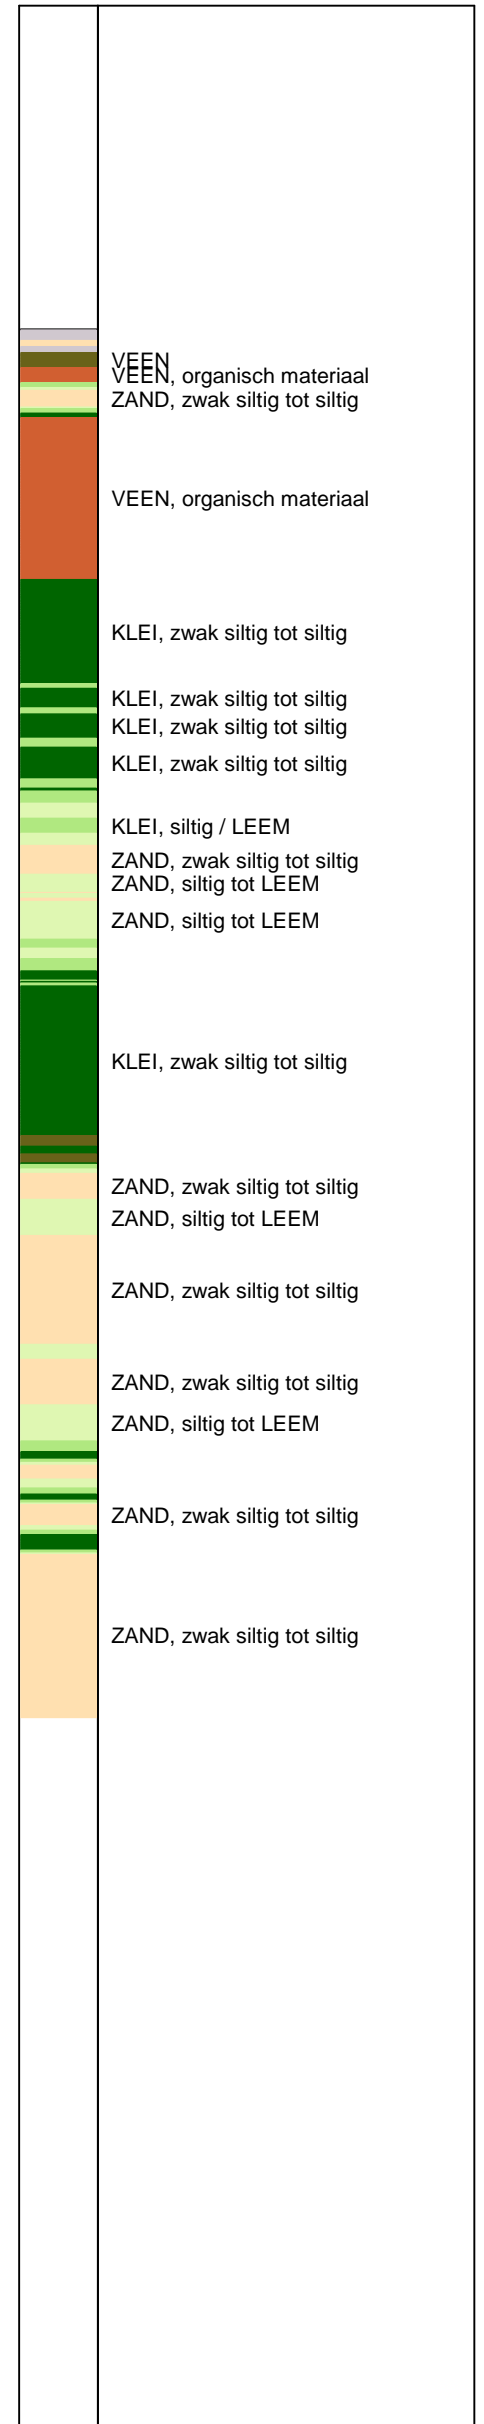 VEEN
VEEN, organisch materiaal
ZAND, zwak siltig tot siltig
VEEN, organisch materiaal
KLEI, zwak siltig tot siltig
KLEI, zwak siltig tot siltig
KLEI, zwak siltig tot siltig
KLEI, zwak siltig tot siltig
KLEI, siltig / LEEM
ZAND, zwak siltig tot siltig
ZAND, siltig tot LEEM
ZAND, siltig tot LEEM
KLEI, zwak siltig tot siltig
ZAND, zwak siltig tot siltig
ZAND, siltig tot LEEM
ZAND, zwak siltig tot siltig
ZAND, zwak siltig tot siltig
ZAND, siltig tot LEEM
ZAND, zwak siltig tot siltig
ZAND, zwak siltig tot siltig